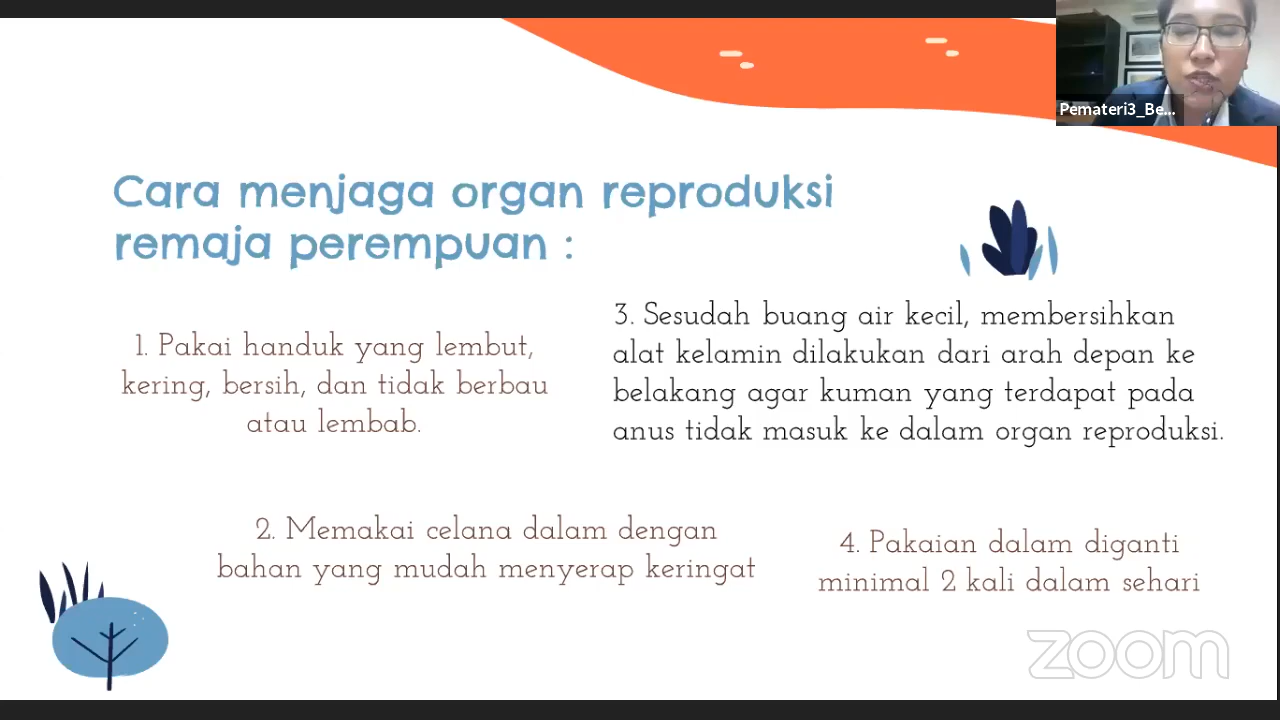 Pemateri3_Be...
Cara menjaga organ reproduksi
remaja perempuan :
1. Pakai handuk yang lembut,
kering, bersih, dan tidak berbau
atau lembab.
2. Memakai celana dalam dengan
bahan yang mudah menyerap keringat
3. Sesudah buang air kecil, membersihkan
alat kelamin dilakukan dari arah depan ke
belakang agar kuman yang terdapat pada
anus tidak masuk ke dalam organ reproduksi.
4. Pakaian dalam diganti
minimal 2 kali dalam sehari
zoom